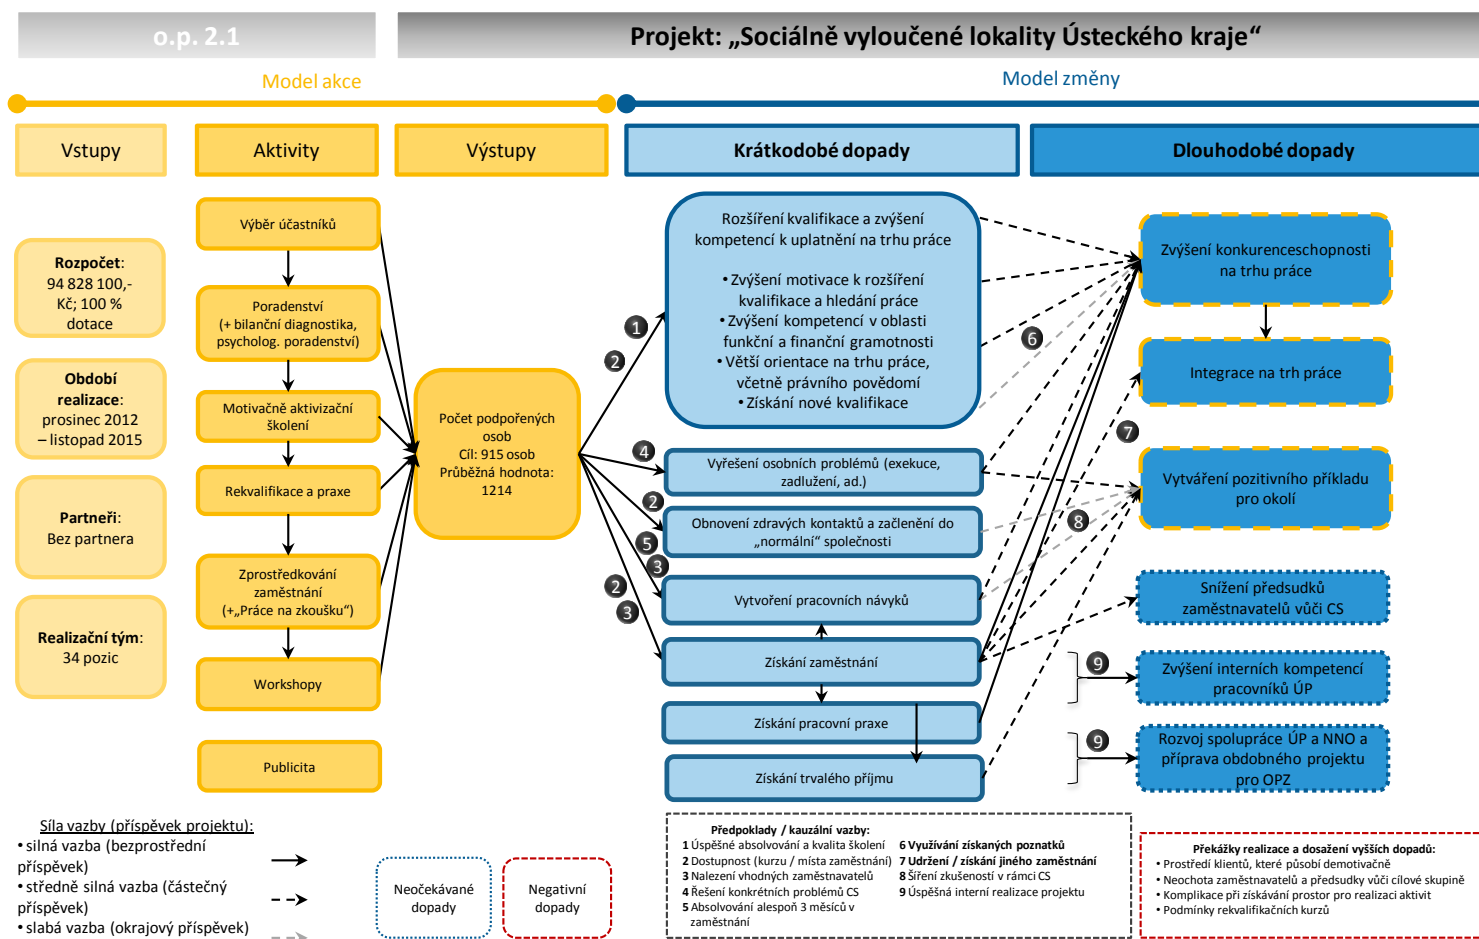 o.p. 2.1
Projekt: „Sociálně vyloučené lokality Ústeckého kraje“
Model akce
Model změny
Vstupy
Aktivity
Výstupy
Krátkodobé dopady
Dlouhodobé dopady
Rozpočet:
94 828 100,-
Kč; 100 %
dotace
Období
realizace:
prosinec 2012
– listopad 2015
Partneři:
Bez partnera
Realizační tým:
34 pozic
Výběr účastníků
Poradenství
(+ bilanční diagnostika,
psycholog. poradenství)
Motivačně aktivizační
školení
Rekvalifikace a praxe
Zprostředkování
zaměstnání
(+„Práce na zkoušku“)
Workshopy
Publicita
Počet podpořených
osob
Cíl: 915 osob
Průběžná hodnota:
1214
1
2
4
2
5
3
2
3
Rozšíření kvalifikace a zvýšení
kompetencí k uplatnění na trhu práce
• Zvýšení motivace k rozšíření
kvalifikace a hledání práce
• Zvýšení kompetencí v oblasti
funkční a finanční gramotnosti
• Větší orientace na trhu práce,
včetně právního povědomí
• Získání nové kvalifikace
Vyřešení osobních problémů (exekuce,
zadlužení, ad.)
Obnovení zdravých kontaktů a začlenění do
„normální“ společnosti
Vytvoření pracovních návyků
Získání zaměstnání
Získání pracovní praxe
Získání trvalého příjmu
6
7
8
9
9
Zvýšení konkurenceschopnosti
na trhu práce
Integrace na trh práce
Vytváření pozitivního příkladu
pro okolí
Snížení předsudků
zaměstnavatelů vůči CS
Zvýšení interních kompetencí
pracovníků ÚP
Rozvoj spolupráce ÚP a NNO a
příprava obdobného projektu
pro OPZ
Síla vazby (příspěvek projektu):
• silná vazba (bezprostřední
příspěvek)
• středně silná vazba (částečný
příspěvek)
• slabá vazba (okrajový příspěvek)
Neočekávané
dopady
Negativní
dopady
Předpoklady / kauzální vazby:
1 Úspěšné absolvování a kvalita školení
2 Dostupnost (kurzu / místa zaměstnání)
3 Nalezení vhodných zaměstnavatelů
4 Řešení konkrétních problémů CS
5 Absolvování alespoň 3 měsíců v
zaměstnání
6 Využívání získaných poznatků
7 Udržení / získání jiného zaměstnání
8 Šíření zkušeností v rámci CS
9 Úspěšná interní realizace projektu
Překážky realizace a dosažení vyšších dopadů:
• Prostředí klientů, které působí demotivačně
• Neochota zaměstnavatelů a předsudky vůči cílové skupině
• Komplikace při získávání prostor pro realizaci aktivit
• Podmínky rekvalifikačních kurzů